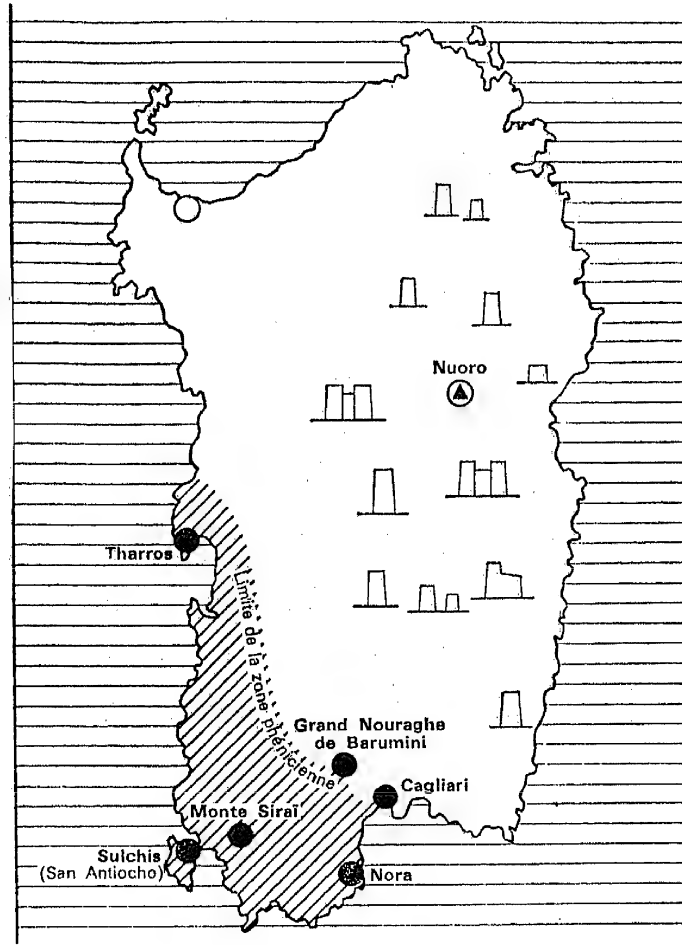 Nuoro
Tharros
Limite de la zone phénicienne
Grand Nouraghe
de Barumini
Cagliari
Monte Siraï
Sulchis
(San Antiocho)
Nora